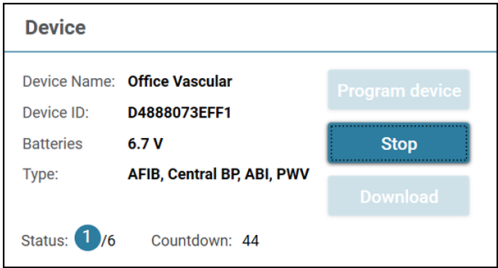 Device
Device Name: Office Vascular
Program device
Device ID: D4888073EFF1
Batteries 6.7 V
Stop
Type: AFIB, Central BP, ABI, PWV
Download
Status: 1/6 Countdown: 44